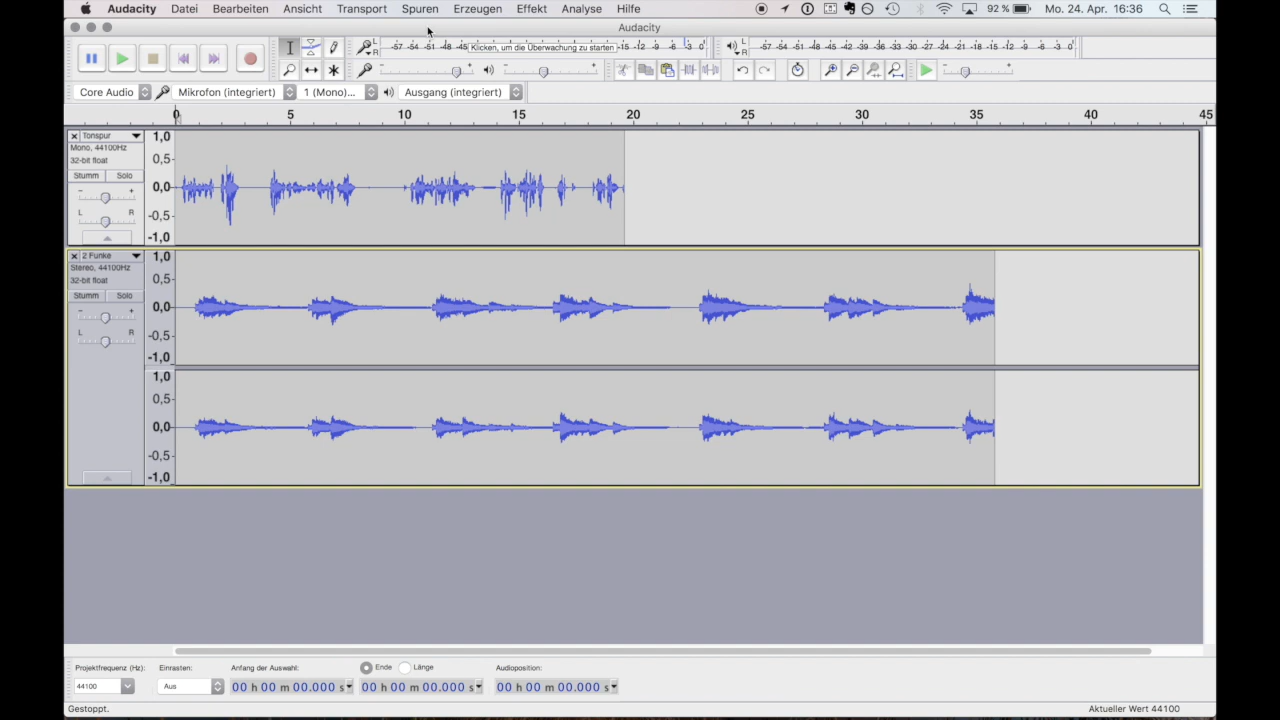 Audacity Datei Bearbeiten Ansicht Transport Spuren Erzeugen Effekt Analyse Hilfe 92 % Mo. 24. Apr. 16:36
Audacity
L R -57 -54 -51 -48 -45 Klicken, um die Überwachung zu starten -15 -12 -9 -6 -3 0 L R -57 -54 -51 -48 -45 -42 -39 -36 -33 -30 -27 -24 -21 -18 -15 -12 -9 -6 -3 0
- + - +
Core Audio Mikrofon (integriert) 1 (Mono)... Ausgang (integriert)
0 5 10 15 20 25 30 35 40 45
Tonspur
Mono, 44100Hz
32-bit float
Stumm Solo
- +
L R
1,0
0,5-
0,0-
-0,5-
-1,0
2 Funke
Stereo, 44100Hz
32-bit float
Stumm Solo
- +
L R
1,0
0,5-
0,0-
-0,5-
-1,0
1,0
0,5-
0,0-
-0,5-
-1,0
Projektfrequenz (Hz): Einrasten: Anfang der Auswahl: Ende Länge Audioposition:
44100 Aus 00 h 00 m 00.000 s 00 h 00 m 00.000 s 00 h 00 m 00.000 s
Gestoppt. Aktueller Wert 44100